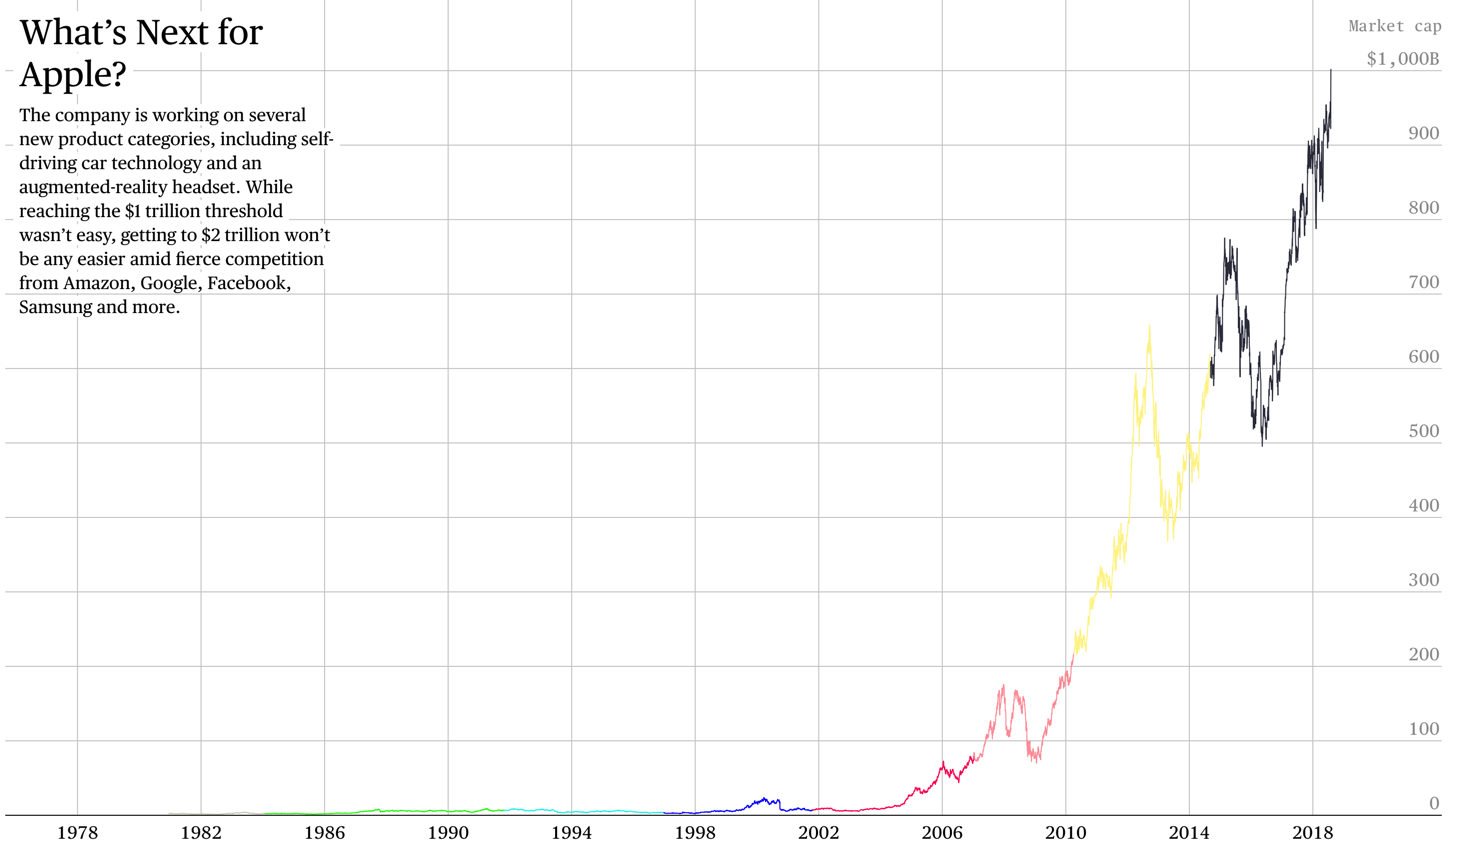 What’s Next for
Apple?
The company is working on several
new product categories, including self-
driving car technology and an
augmented-reality headset. While
reaching the $1 trillion threshold
wasn’t easy, getting to $2 trillion won’t
be any easier amid fierce competition
from Amazon, Google, Facebook,
Samsung and more.
Market cap
$1,000B
900
800
700
600
500
400
300
200
100
0
1978 1982 1986 1990 1994 1998 2002 2006 2010 2014 2018